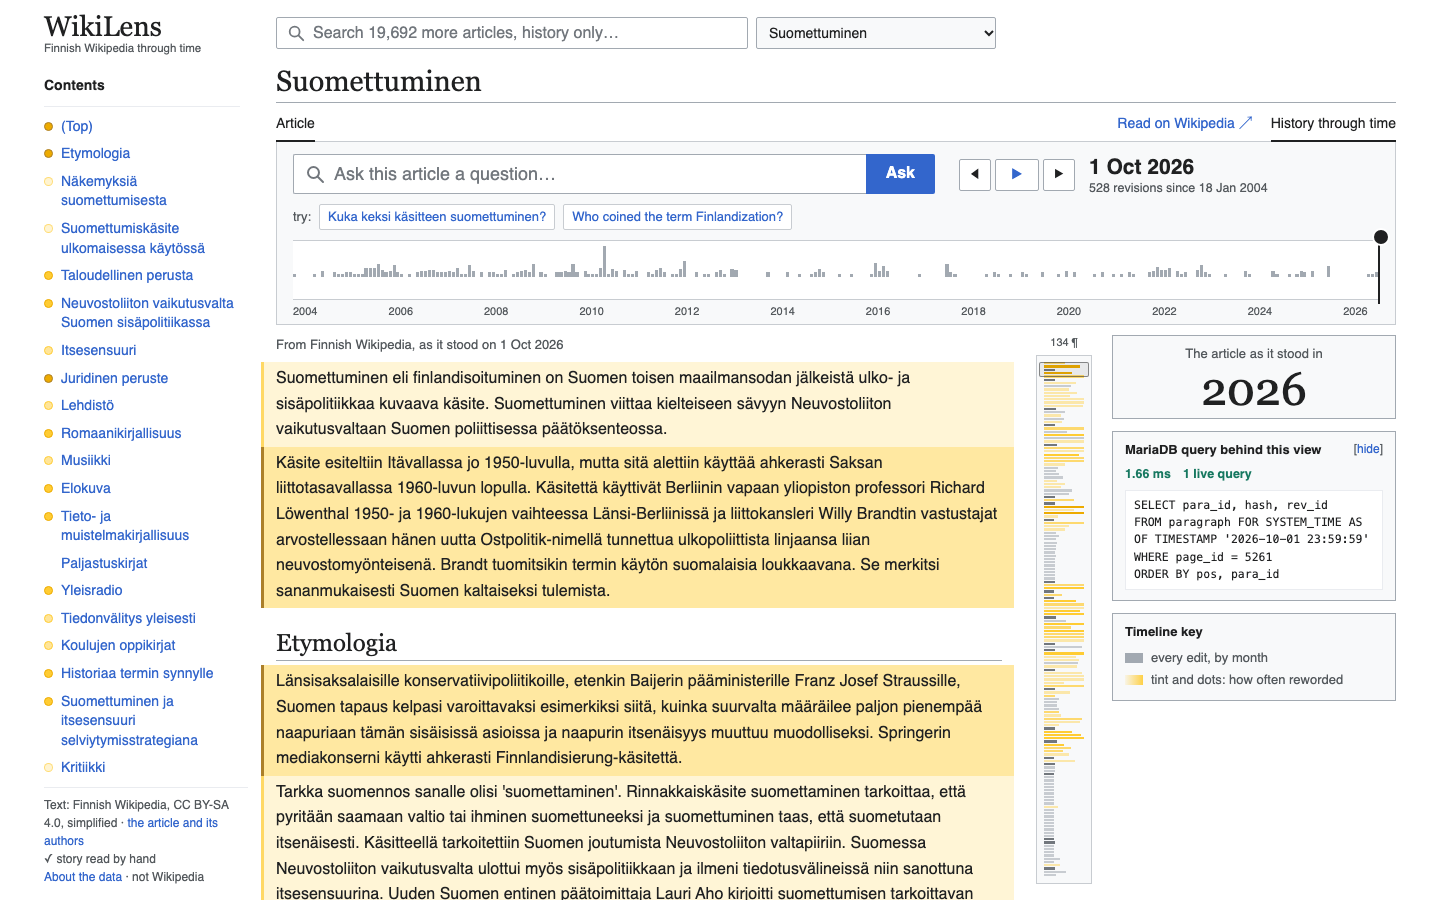 WikiLens
Finnish Wikipedia through time
Search 19,692 more articles, history only…
Suomettuminen
Contents
(Top)
Etymologia
Näkemyksiä
suomettumisesta
Suomettumiskäsite
ulkomaisessa käytössä
Taloudellinen perusta
Neuvostoliiton vaikutusvalta
Suomen sisäpolitiikassa
Itsesensuuri
Juridinen peruste
Lehdistö
Romaanikirjallisuus
Musiikki
Elokuva
Tieto- ja
muistelmakirjallisuus
Paljastuskirjat
Yleisradio
Tiedonvälitys yleisesti
Koulujen oppikirjat
Historiaa termin synnylle
Suomettuminen ja
itsesensuuri
selviytymisstrategiana
Kritiikki
Text: Finnish Wikipedia, CC BY-SA
4.0, simplified · the article and its
authors
✓ story read by hand
About the data · not Wikipedia
Suomettuminen
Article
Read on Wikipedia ↗
History through time
Ask this article a question…
Ask
1 Oct 2026
528 revisions since 18 Jan 2004
try:
Kuka keksi käsitteen suomettuminen?
Who coined the term Finlandization?
2004 2006 2008 2010 2012 2014 2016 2018 2020 2022 2024 2026
From Finnish Wikipedia, as it stood on 1 Oct 2026
Suomettuminen eli finlandisoituminen on Suomen toisen maailmansodan jälkeistä ulko- ja
sisäpolitiikkaa kuvaava käsite. Suomettuminen viittaa kielteiseen sävyyn Neuvostoliiton
vaikutusvaltaan Suomen poliittisessa päätöksenteossa.
Käsite esiteltiin Itävallassa jo 1950-luvulla, mutta sitä alettiin käyttää ahkerasti Saksan
liittotasavallassa 1960-luvun lopulla. Käsitettä käyttivät Berliinin vapaan yliopiston professori Richard
Löwenthal 1950- ja 1960-lukujen vaihteessa Länsi-Berliinissä ja liittokansleri Willy Brandtin vastustajat
arvostellessaan hänen uutta Ostpolitik-nimellä tunnettua ulkopoliittista linjaansa liian
neuvostomyönteisenä. Brandt tuomitsikin termin käytön suomalaisia loukkaavana. Se merkitsi
sananmukaisesti Suomen kaltaiseksi tulemista.
Etymologia
Länsisaksalaisille konservatiivipoliitikoille, etenkin Baijerin pääministerille Franz Josef Straussille,
Suomen tapaus kelpasi varoittavaksi esimerkiksi siitä, kuinka suurvalta määräilee paljon pienempää
naapuriaan tämän sisäisissä asioissa ja naapurin itsenäisyys muuttuu muodolliseksi. Springerin
mediakonserni käytti ahkerasti Finnlandisierung-käsitettä.
Tarkka suomennos sanalle olisi 'suomettaminen'. Rinnakkaiskäsite suomettaminen tarkoittaa, että
pyritään saamaan valtio tai ihminen suomettuneeksi ja suomettuminen taas, että suometutaan
itsenäisesti. Käsitteellä tarkoitettiin Suomen joutumista Neuvostoliiton valtapiiriin. Suomessa
Neuvostoliiton vaikutusvalta ulottui myös sisäpolitiikkaan ja ilmeni tiedotusvälineissä niin sanottuna
itsesensuurina. Uuden Suomen entinen päätoimittaja Lauri Aho kirjoitti suomettumisen tarkoittavan
134 ¶
The article as it stood in
2026
MariaDB query behind this view
[hide]
1.66 ms 1 live query
SELECT para_id, hash, rev_id
FROM paragraph FOR SYSTEM_TIME AS
OF TIMESTAMP '2026-10-01 23:59:59'
WHERE page_id = 5261
ORDER BY pos, para_id
Timeline key
every edit, by month
tint and dots: how often reworded